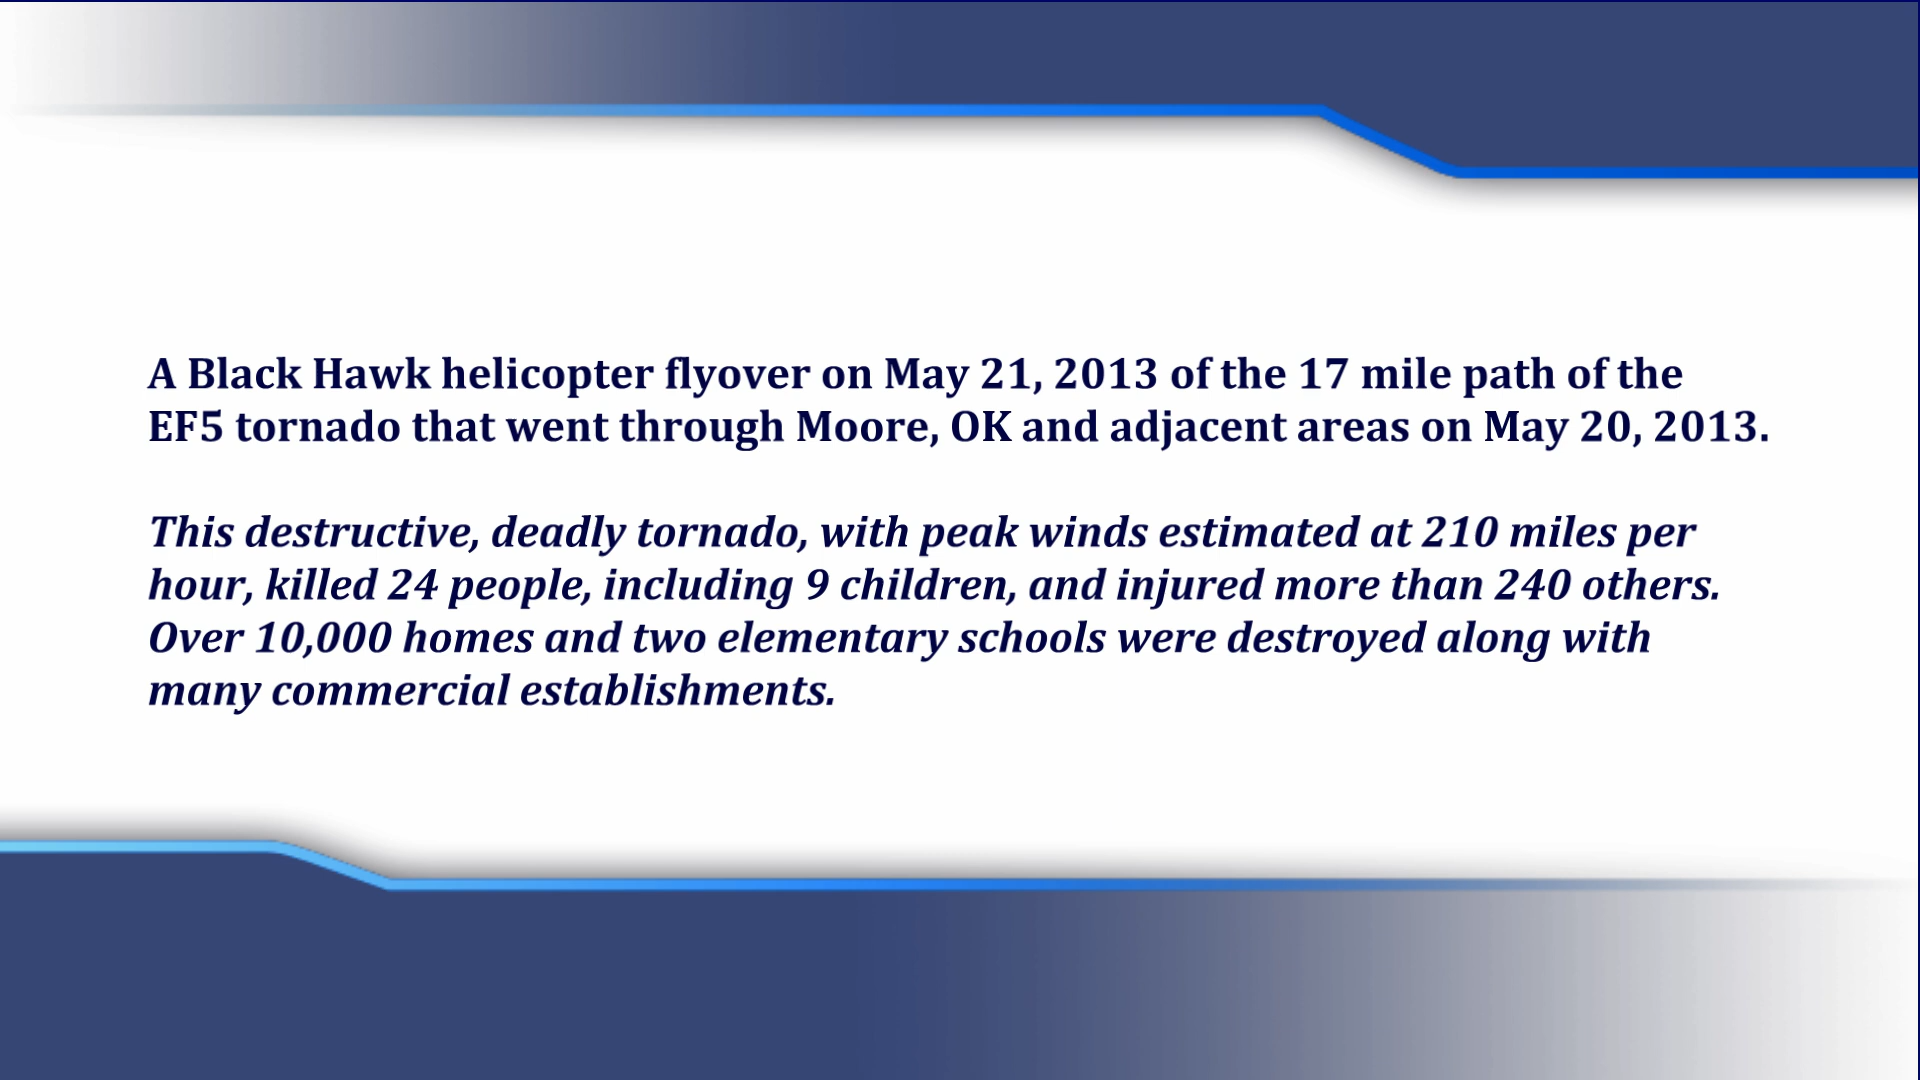 A Black Hawk helicopter flyover on May 21, 2013 of the 17 mile path of the
EF5 tornado that went through Moore, OK and adjacent areas on May 20, 2013.
This destructive, deadly tornado, with peak winds estimated at 210 miles per
hour, killed 24 people, including 9 children, and injured more than 240 others.
Over 10,000 homes and two elementary schools were destroyed along with
many commercial establishments.